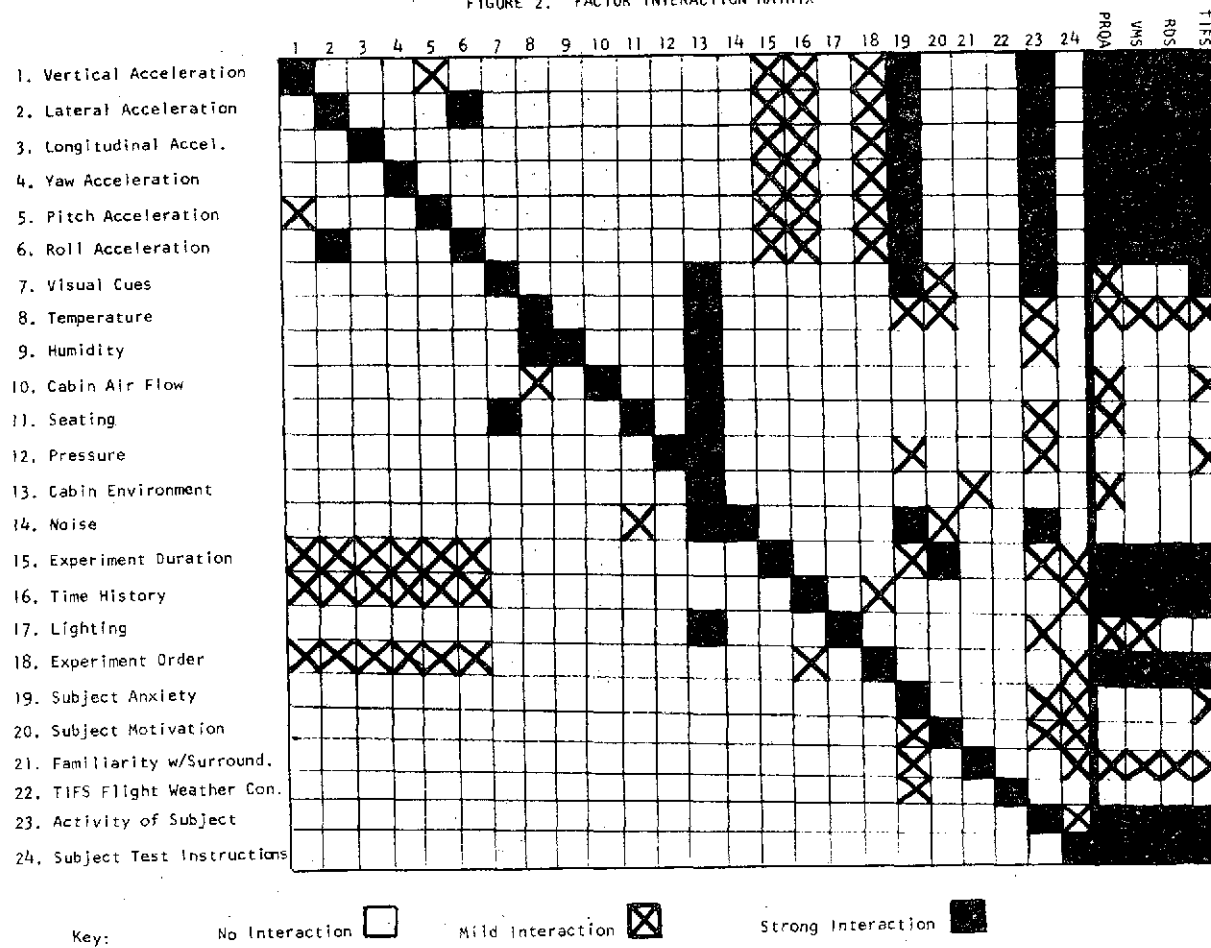 FIGURE 2. FACTOR INTERACTION MATRIX
1 2 3 4 5 6 7 8 9 10 11 12 13 14 15 16 17 18 19 20 21 22 23 24 PRQA VMS RDS TIFS
1. Vertical Acceleration
2. Lateral Acceleration
3. Longitudinal Accel.
4. Yaw Acceleration
5. Pitch Acceleration
6. Roll Acceleration
7. Visual Cues
8. Temperature
9. Humidity
10. Cabin Air Flow
11. Seating
12. Pressure
13. Cabin Environment
14. Noise
15. Experiment Duration
16. Time History
17. Lighting
18. Experiment Order
19. Subject Anxiety
20. Subject Motivation
21. Familiarity w/Surround.
22. TIFS Flight Weather Con.
23. Activity of Subject
24. Subject Test Instructions
Key: No Interaction Mild Interaction Strong Interaction